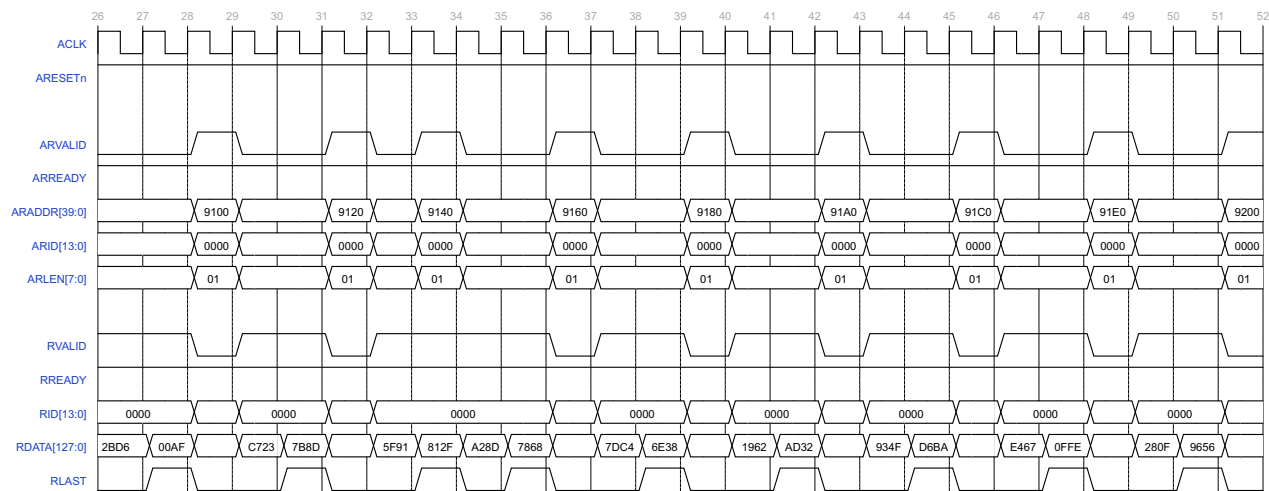 26 27 28 29 30 31 32 33 34 35 36 37 38 39 40 41 42 43 44 45 46 47 48 49 50 51 52
ACLK
ARESETn
ARVALID
ARREADY
ARADDR[39:0] 9100 9120 9140 9160 9180 91A0 91C0 91E0 9200
ARID[13:0] 0000 0000 0000 0000 0000 0000 0000 0000 0000
ARLEN[7:0] 01 01 01 01 01 01 01 01 01
RVALID
RREADY
RID[13:0] 0000 0000 0000 0000 0000 0000 0000 0000
RDATA[127:0] 2BD6 00AF C723 7B8D 5F91 812F A28D 7868 7DC4 6E38 1962 AD32 934F D6BA E467 0FFE 280F 9656
RLAST